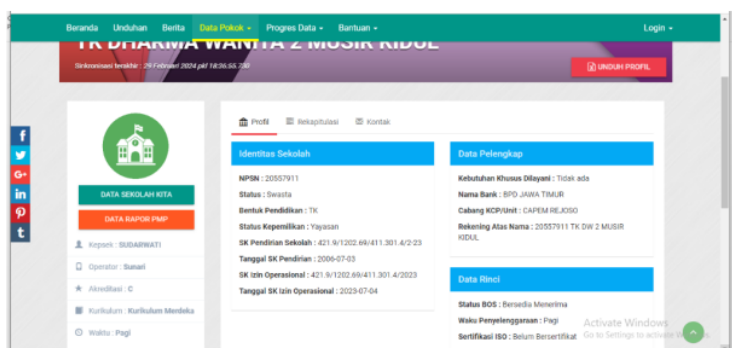 Beranda Unduhan Berita Data Pokok Progres Data Bantuan Login
TK DHARMA WANITA 2 MUSIR KIDUL
Sinkronisasi terakhir : 29 Februari 2024 pkl 18:26:55.730
UNDUH PROFIL
Profil Rekapitulasi Kontak
Identitas Sekolah
NPSN : 20557911
Status : Swasta
Bentuk Pendidikan : TK
Status Kepemilikan : Yayasan
SK Pendirian Sekolah : 421.9/1202.69/411.301.4/2-23
Tanggal SK Pendirian : 2006-07-03
SK Izin Operasional : 421.9/1202.69/411.301.4/2023
Tanggal SK Izin Operasional : 2023-07-04
Data Pelengkap
Kebutuhan Khusus Dilayani : Tidak ada
Nama Bank : BPD JAWA TIMUR
Cabang KCP/Unit : CAPEM REJOSO
Rekening Atas Nama : 20557911 TK DW 2 MUSIR
KIDUL
Data Rinci
Status BOS : Bersedia Menerima
Waku Penyelenggaraan : Pagi
Sertifikasi ISO : Belum Bersertifikat
DATA SEKOLAH KITA
DATA RAPOR PMP
Kepsek : SUDARWATI
Operator : Sunari
Akreditasi : C
Kurikulum : Kurikulum Merdeka
Waktu : Pagi
f
G+
in
t
Activate Windows
Go to Settings to activate Windows.